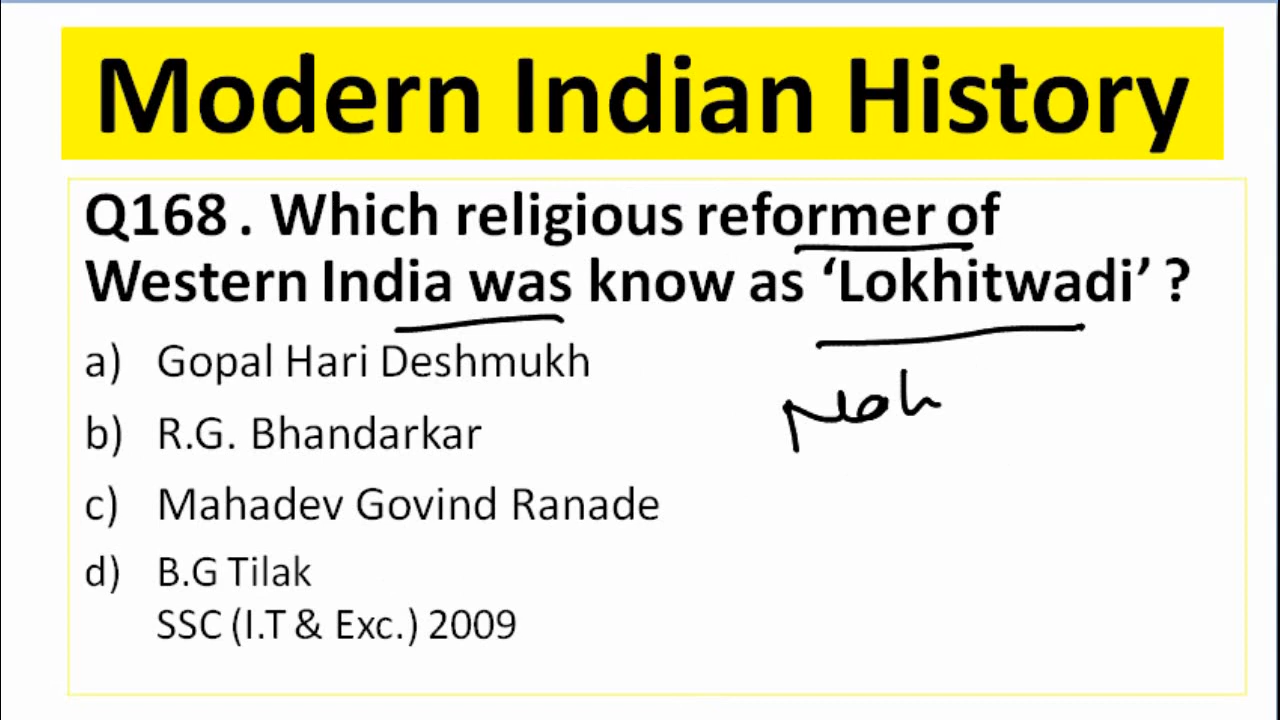 Modern Indian History
Q168. Which religious reformer of
Western India was know as ‘Lokhitwadi’ ?
a) Gopal Hari Deshmukh
b) R.G. Bhandarkar
c) Mahadev Govind Ranade
d) B.G Tilak
SSC (I.T & Exc.) 2009